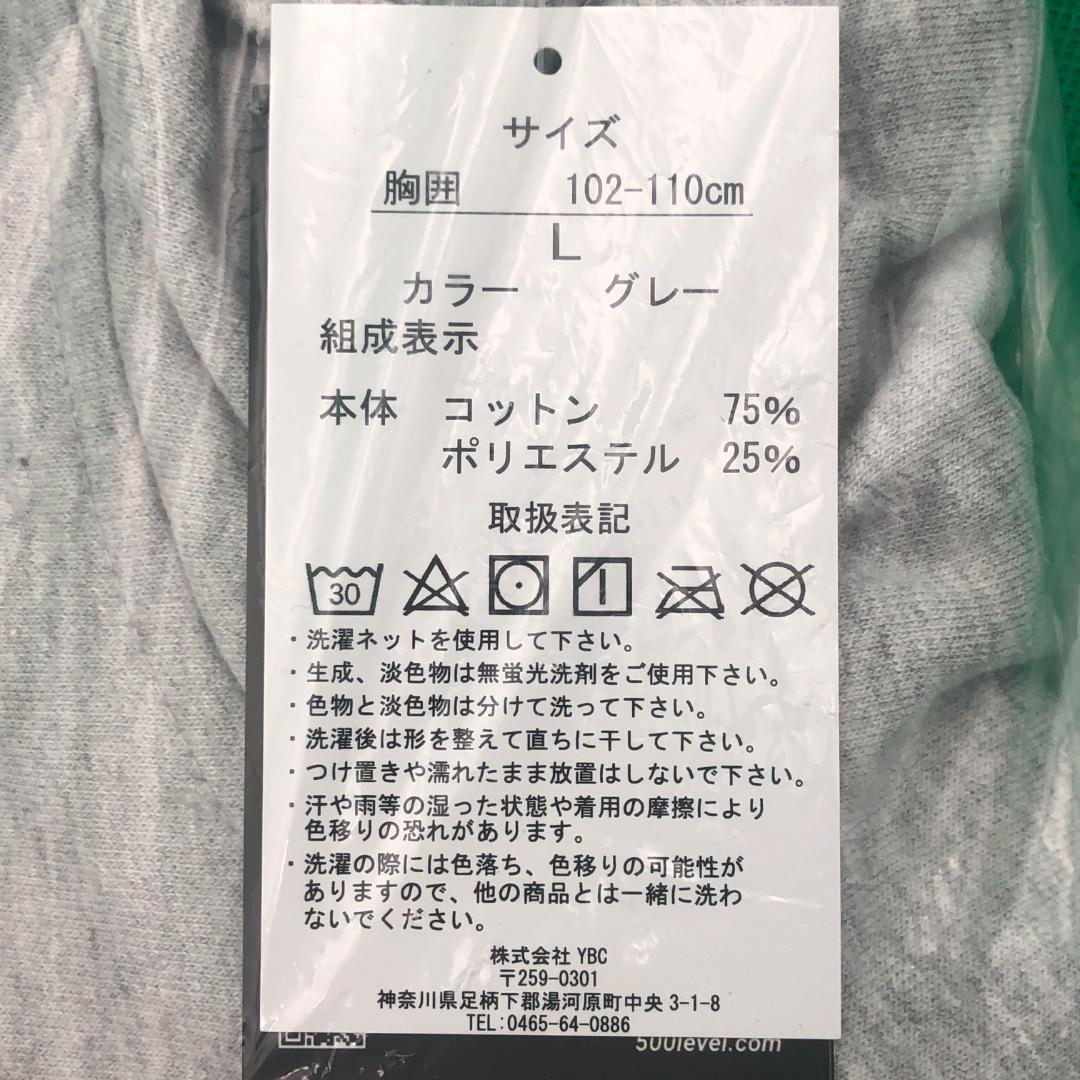 サイズ
胸囲 102-110cm
L
カラー グレー
組成表示
本体 コットン 75%
ポリエステル 25%
取扱表記
30
・洗濯ネットを使用して下さい。
・生成、淡色物は無蛍光洗剤をご使用下さい。
・色物と淡色物は分けて洗って下さい。
・洗濯後は形を整えて直ちに干して下さい。
・つけ置きや濡れたまま放置はしないで下さい。
・汗や雨等の湿った状態や着用の摩擦により
色移りの恐れがあります。
・洗濯の際には色落ち、色移りの可能性が
ありますので、他の商品とは一緒に洗わ
ないでください。
株式会社 YBC
〒259-0301
神奈川県足柄下郡湯河原町中央 3-1-8
TEL:0465-64-0886
500level.com